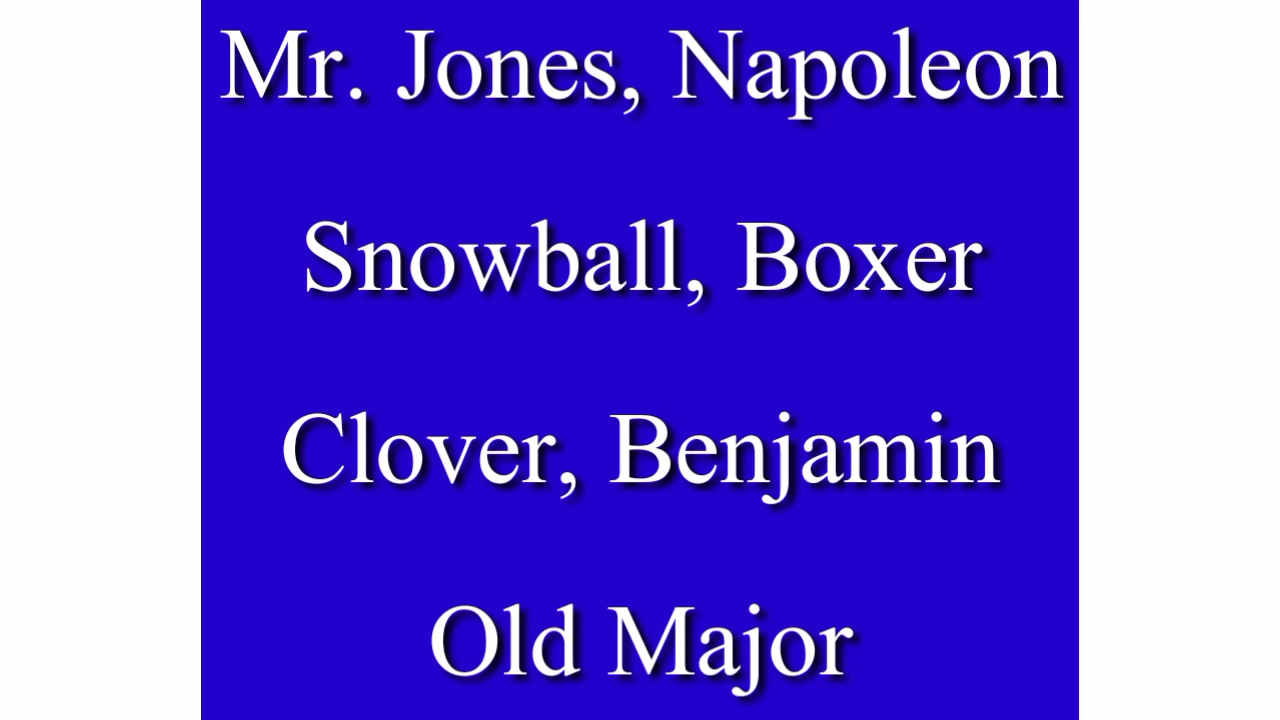 Mr. Jones, Napoleon
Snowball, Boxer
Clover, Benjamin
Old Major